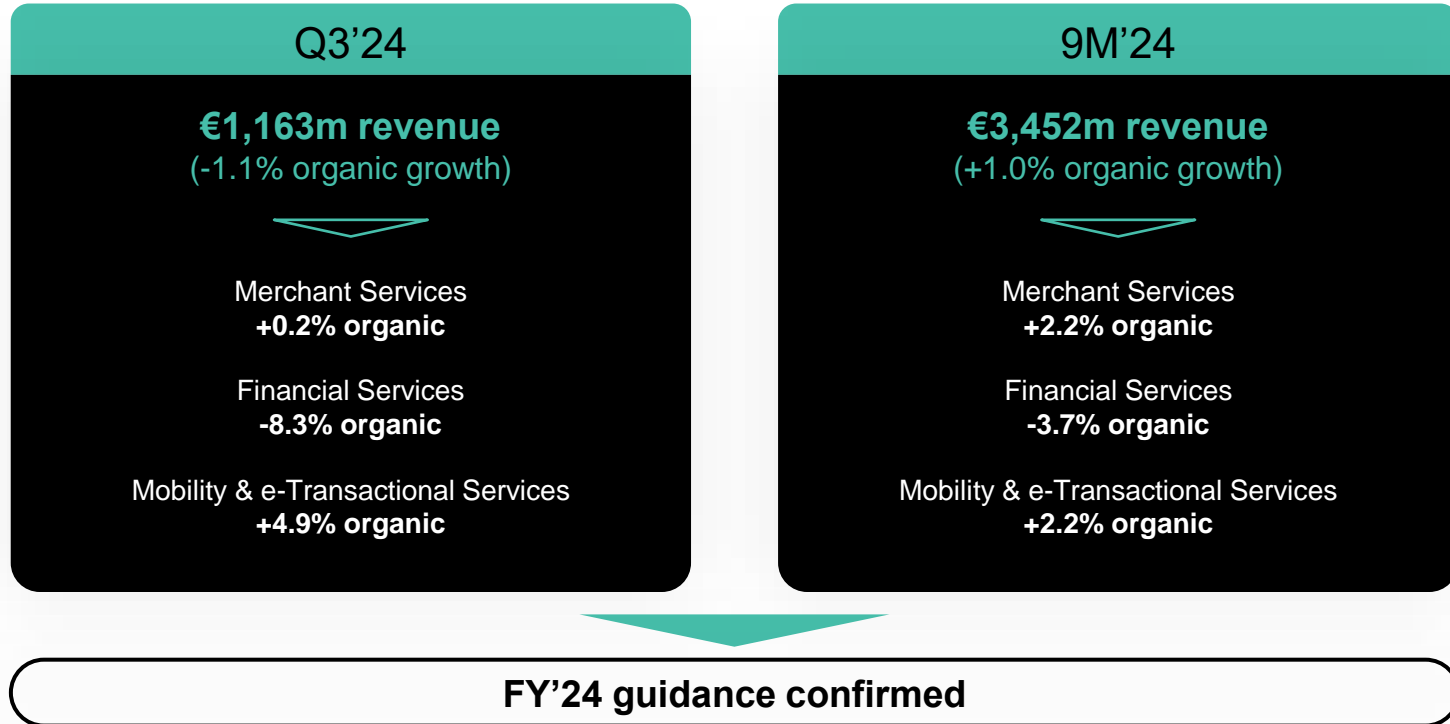 Q3’24
€1,163m revenue
(-1.1% organic growth)
Merchant Services
+0.2% organic
Financial Services
-8.3% organic
Mobility & e-Transactional Services
+4.9% organic
9M’24
€3,452m revenue
(+1.0% organic growth)
Merchant Services
+2.2% organic
Financial Services
-3.7% organic
Mobility & e-Transactional Services
+2.2% organic
FY’24 guidance confirmed